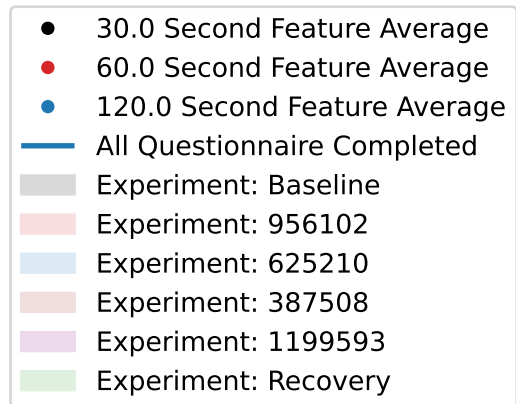 30.0 Second Feature Average
60.0 Second Feature Average
120.0 Second Feature Average
All Questionnaire Completed
Experiment: Baseline
Experiment: 956102
Experiment: 625210
Experiment: 387508
Experiment: 1199593
Experiment: Recovery